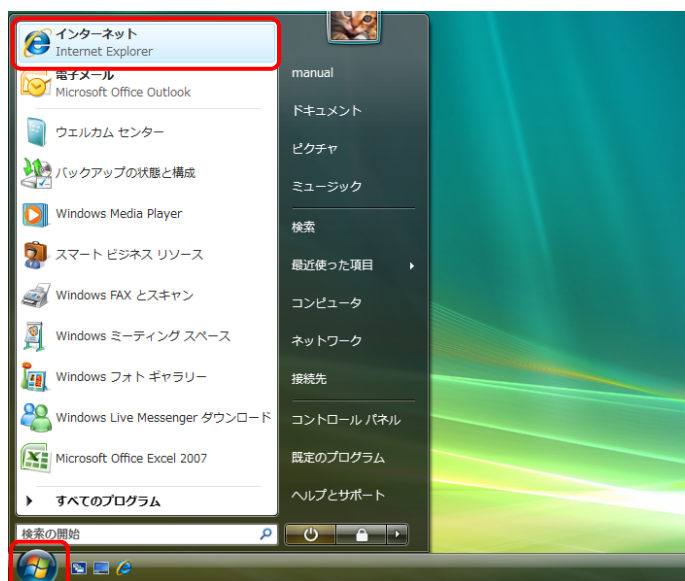 インターネット
Internet Explorer
電子メール
Microsoft Office Outlook
ウェルカム センター
バックアップの状態と構成
Windows Media Player
スマート ビジネス リソース
Windows FAX とスキャン
Windows ミーティング スペース
Windows フォト ギャラリー
Windows Live Messenger ダウンロード
Microsoft Office Excel 2007
すべてのプログラム
検索の開始
manual
ドキュメント
ピクチャ
ミュージック
検索
最近使った項目
コンピュータ
ネットワーク
接続先
コントロール パネル
既定のプログラム
ヘルプとサポート